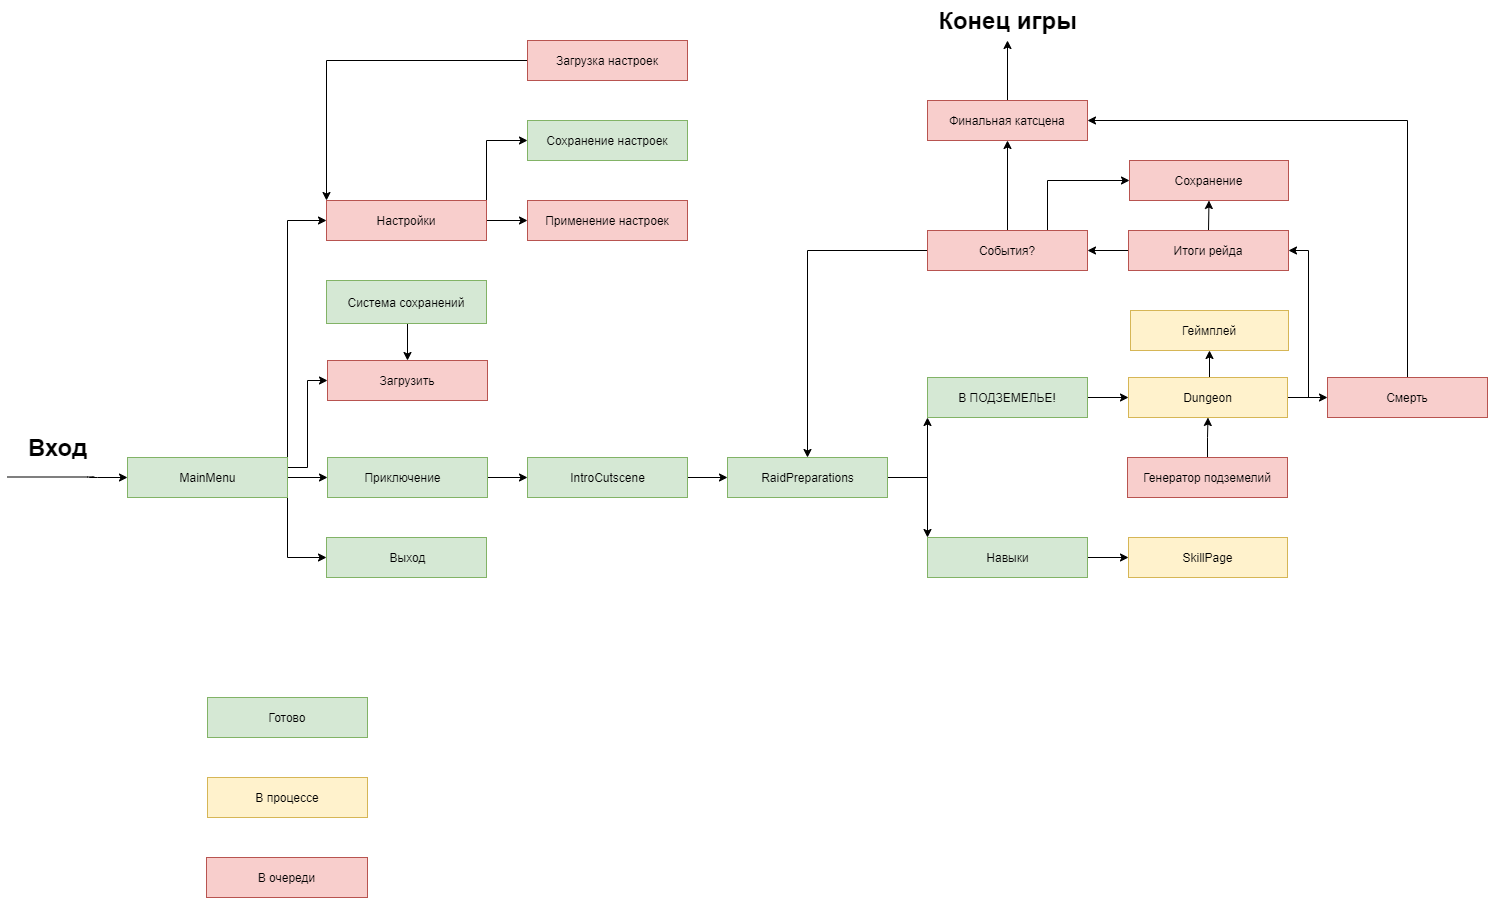 Конец игры
Загрузка настроек
Финальная катсцена
Сохранение настроек
Сохранение
Настройки
Применение настроек
События?
Итоги рейда
Система сохранений
Геймплей
Загрузить
В ПОДЗЕМЕЛЬЕ!
Dungeon
Смерть
Вход
MainMenu
Приключение
IntroCutscene
RaidPreparations
Генератор подземелий
Выход
Навыки
SkillPage
Готово
В процессе
В очереди